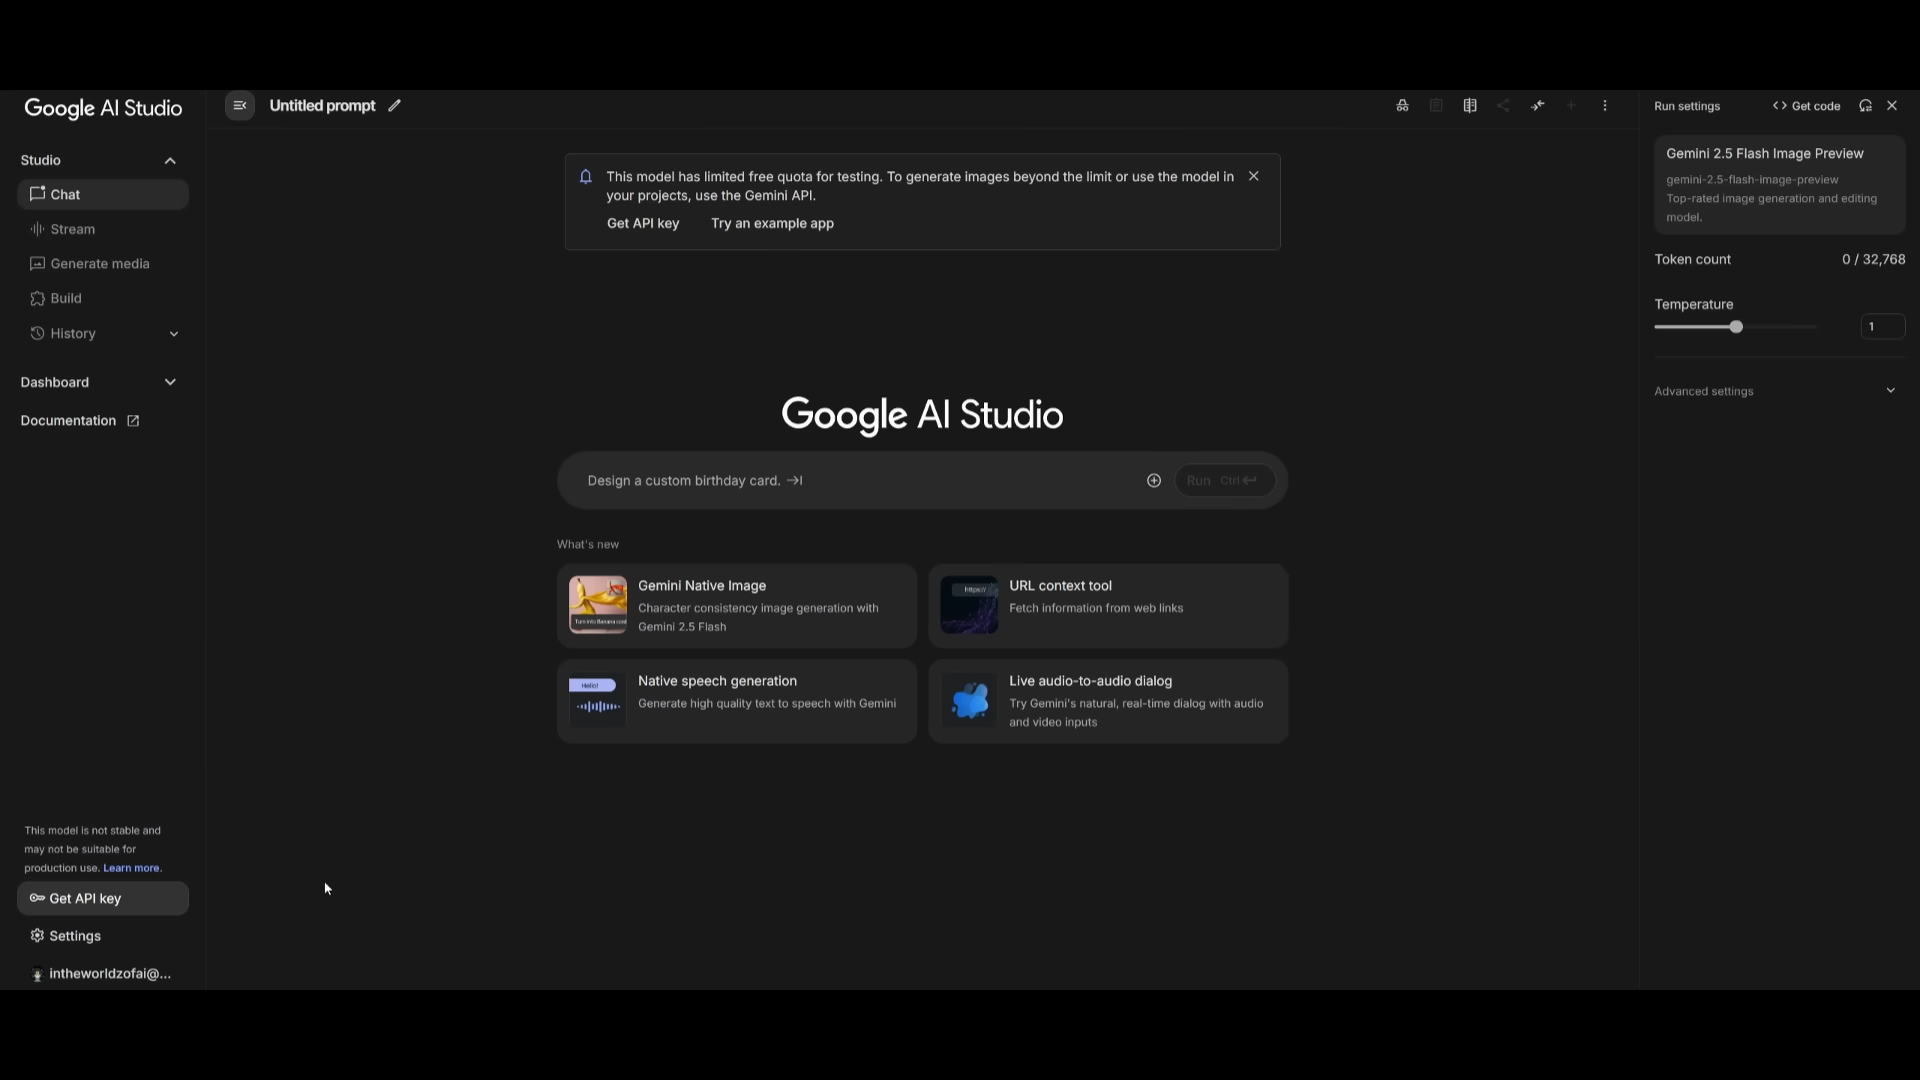 Google AI Studio
Studio
Chat
Stream
Generate media
Build
History
Dashboard
Documentation
This model is not stable and
may not be suitable for
production use. Learn more.
Get API key
Settings
intheworldzofai@...
Untitled prompt
This model has limited free quota for testing. To generate images beyond the limit or use the model in
your projects, use the Gemini API.
Get API key Try an example app
Google AI Studio
Design a custom birthday card.
Run Ctrl
What's new
Gemini Native Image
Character consistency image generation with
Gemini 2.5 Flash
Turn into Banana
URL context tool
Fetch information from web links
https://
Native speech generation
Generate high quality text to speech with Gemini
Hello!
Live audio-to-audio dialog
Try Gemini's natural, real-time dialog with audio
and video inputs
Run settings
<> Get code
Gemini 2.5 Flash Image Preview
gemini-2.5-flash-image-preview
Top-rated image generation and editing
model.
Token count 0 / 32,768
Temperature
1
Advanced settings